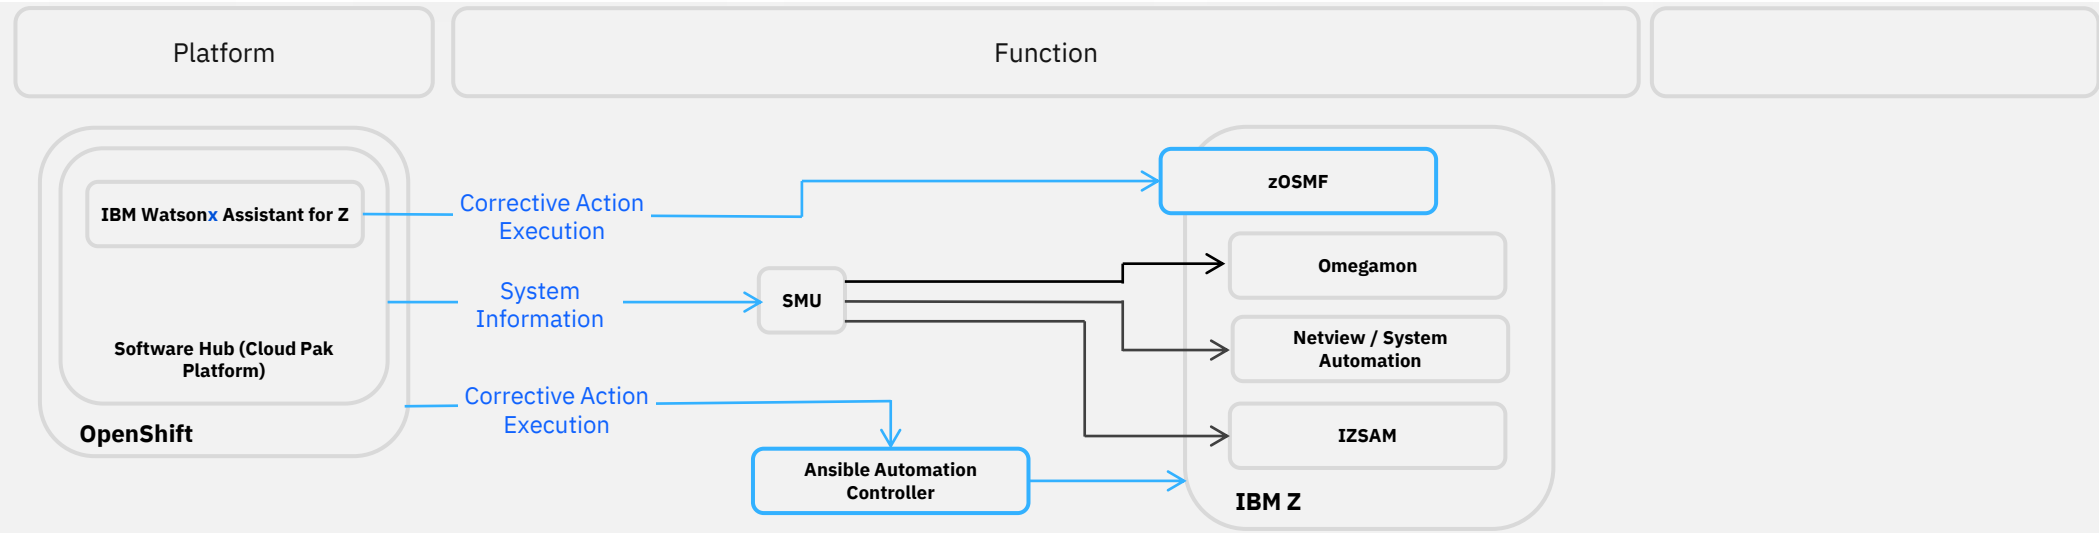 Platform
Function
IBM Watsonx Assistant for Z
Software Hub (Cloud Pak
Platform)
OpenShift
Corrective Action
Execution
System
Information
Corrective Action
Execution
SMU
Ansible Automation
Controller
zOSMF
Omegamon
Netview / System
Automation
IZSAM
IBM Z